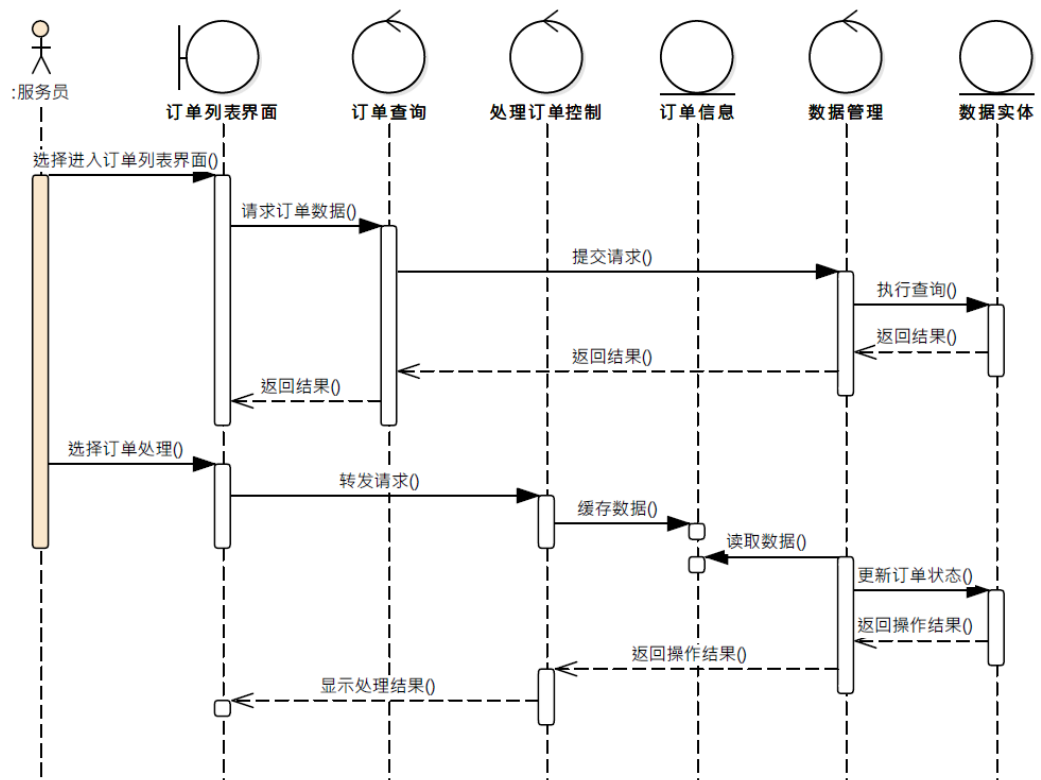 :服务员
订单列表界面
订单查询
处理订单控制
订单信息
数据管理
数据实体
选择进入订单列表界面()
请求订单数据()
提交请求()
执行查询()
返回结果()
返回结果()
返回结果()
选择订单处理()
转发请求()
缓存数据()
读取数据()
更新订单状态()
返回操作结果()
返回操作结果()
显示处理结果()